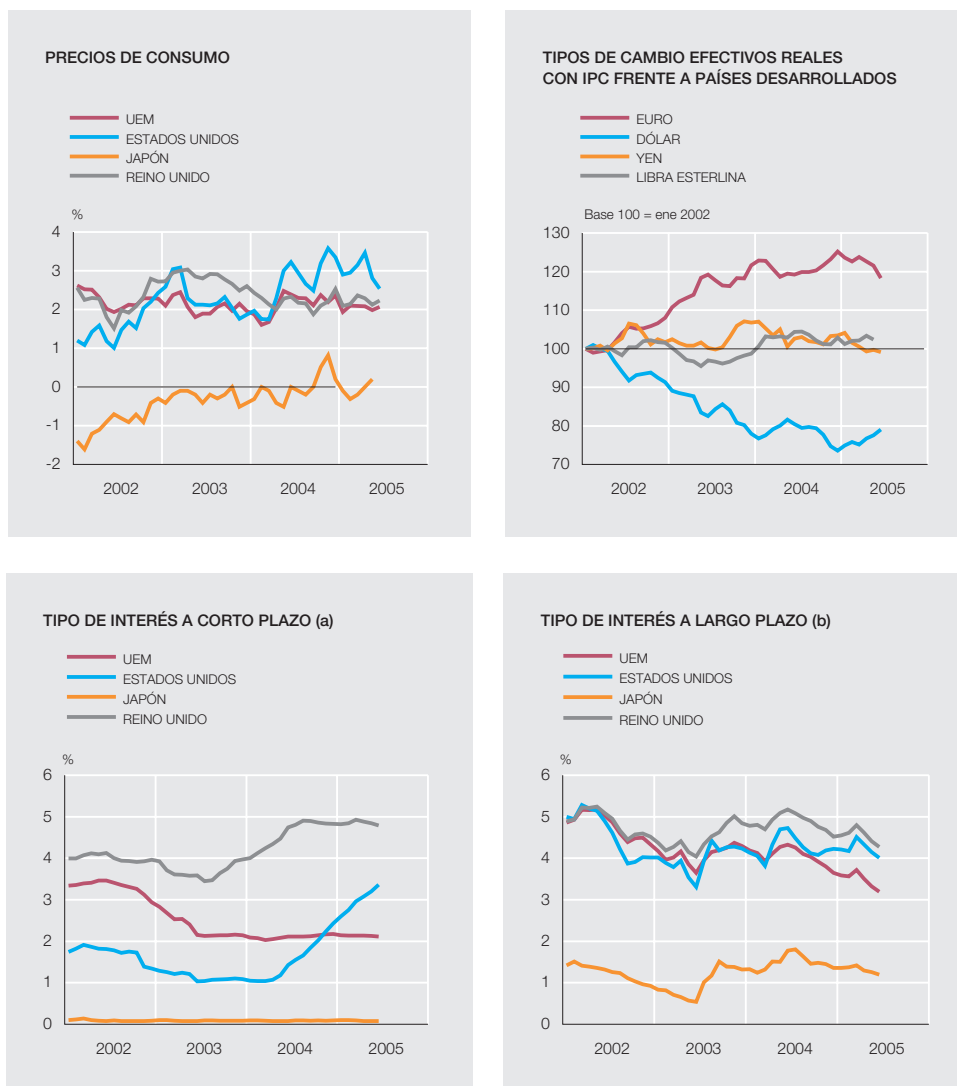 PRECIOS DE CONSUMO
UEM
ESTADOS UNIDOS
JAPÓN
REINO UNIDO
%
4
3
2
1
0
-1
-2
2002 2003 2004 2005
TIPOS DE CAMBIO EFECTIVOS REALES
CON IPC FRENTE A PAÍSES DESARROLLADOS
EURO
DÓLAR
YEN
LIBRA ESTERLINA
Base 100 = ene 2002
130
120
110
100
90
80
70
2002 2003 2004 2005
TIPO DE INTERÉS A CORTO PLAZO (a)
UEM
ESTADOS UNIDOS
JAPÓN
REINO UNIDO
%
6
5
4
3
2
1
0
2002 2003 2004 2005
TIPO DE INTERÉS A LARGO PLAZO (b)
UEM
ESTADOS UNIDOS
JAPÓN
REINO UNIDO
%
6
5
4
3
2
1
0
2002 2003 2004 2005